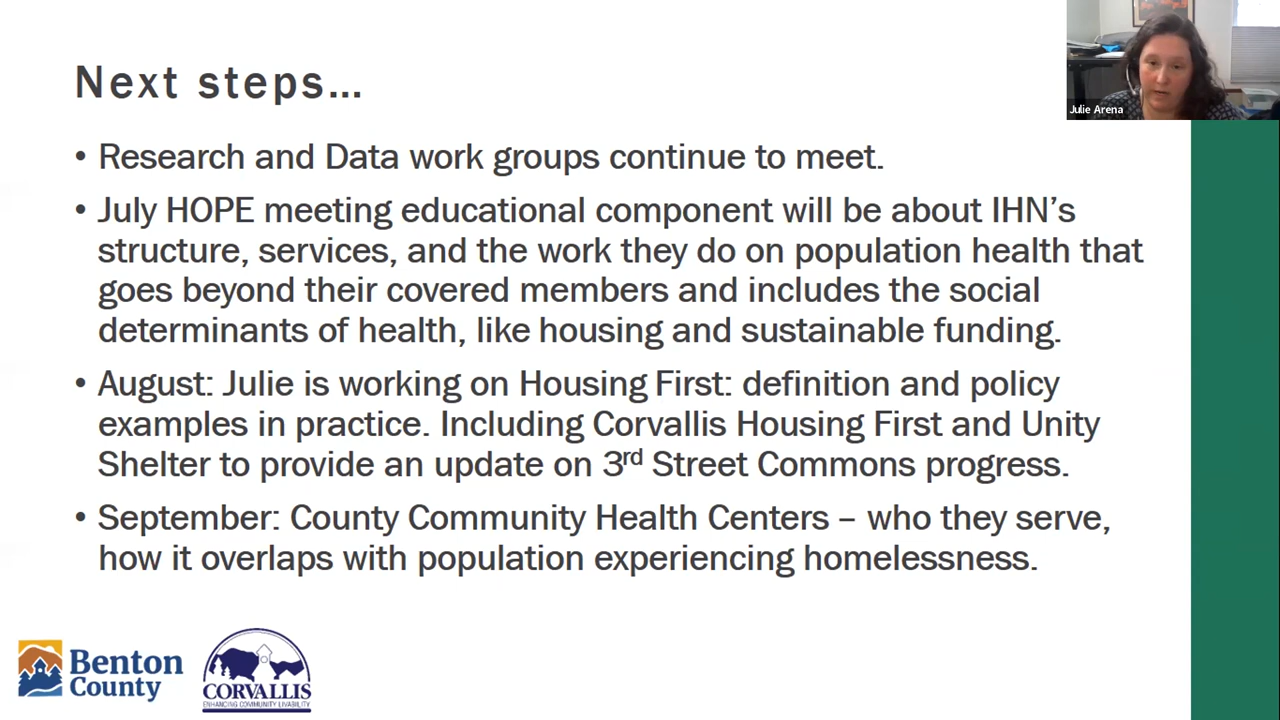 Next steps…
Julie Arena
• Research and Data work groups continue to meet.
• July HOPE meeting educational component will be about IHN’s
structure, services, and the work they do on population health that
goes beyond their covered members and includes the social
determinants of health, like housing and sustainable funding.
• August: Julie is working on Housing First: definition and policy
examples in practice. Including Corvallis Housing First and Unity
Shelter to provide an update on 3rd Street Commons progress.
• September: County Community Health Centers – who they serve,
how it overlaps with population experiencing homelessness.
Benton
County
CORVALLIS
ENHANCING COMMUNITY LIVABILITY